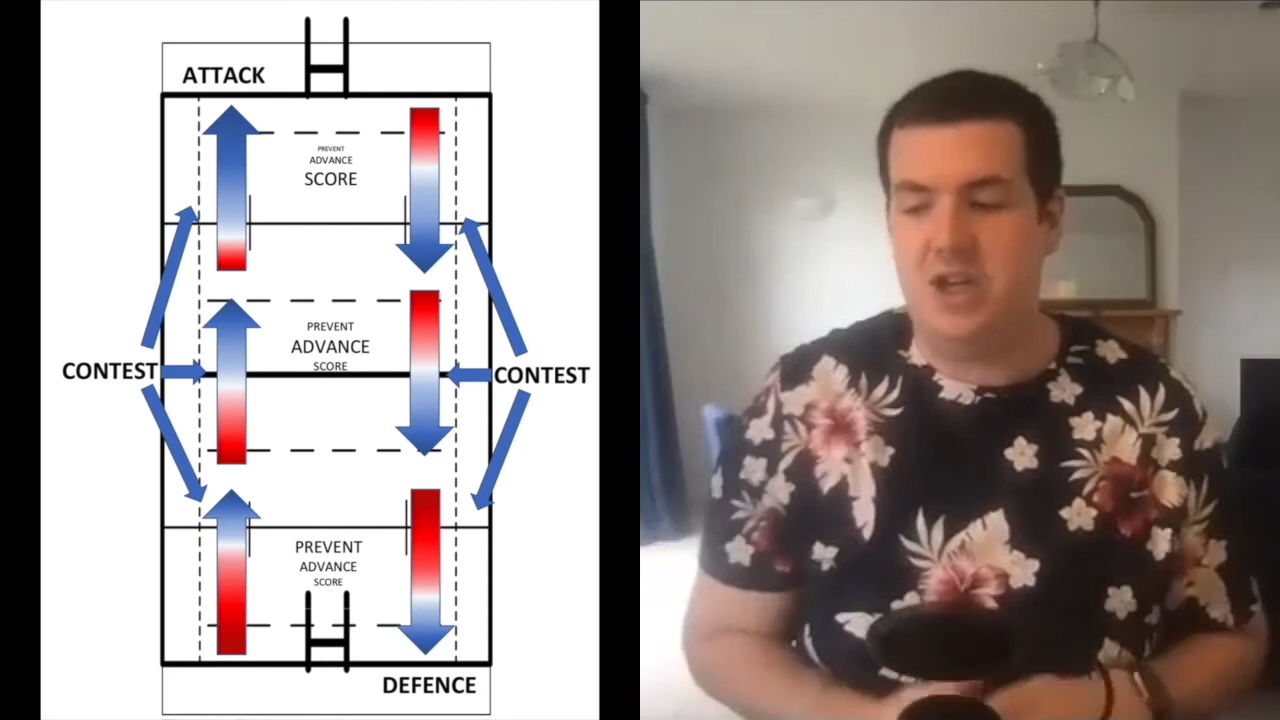 ATTACK
PREVENT
ADVANCE
SCORE
PREVENT
ADVANCE
SCORE
CONTEST
CONTEST
PREVENT
ADVANCE
SCORE
DEFENCE